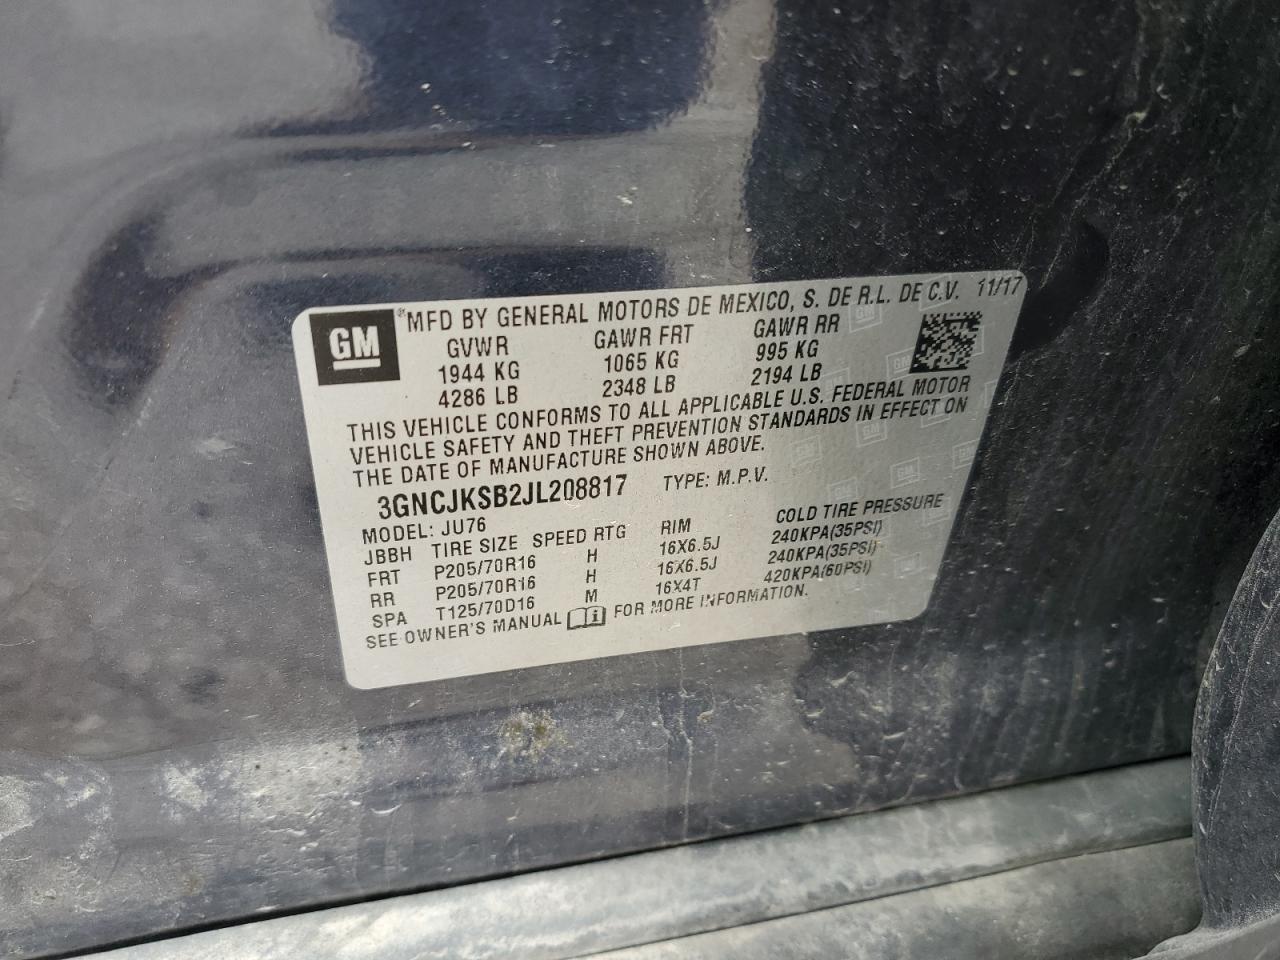 GM
®MFD BY GENERAL MOTORS DE MEXICO, S. DE R.L. DE C.V. 11/17
GVWR GAWR FRT GAWR RR
1944 KG 1065 KG 995 KG
4286 LB 2348 LB 2194 LB
THIS VEHICLE CONFORMS TO ALL APPLICABLE U.S. FEDERAL MOTOR
VEHICLE SAFETY AND THEFT PREVENTION STANDARDS IN EFFECT ON
THE DATE OF MANUFACTURE SHOWN ABOVE.
3GNCJKSB2JL208817 TYPE: M.P.V.
MODEL: JU76
JBBH TIRE SIZE SPEED RTG RIM COLD TIRE PRESSURE
FRT P205/70R16 H 16X6.5J 240KPA(35PSI)
RR P205/70R16 H 16X6.5J 240KPA(35PSI)
SPA T125/70D16 M 16X4T 420KPA(60PSI)
SEE OWNER'S MANUAL FOR MORE INFORMATION.